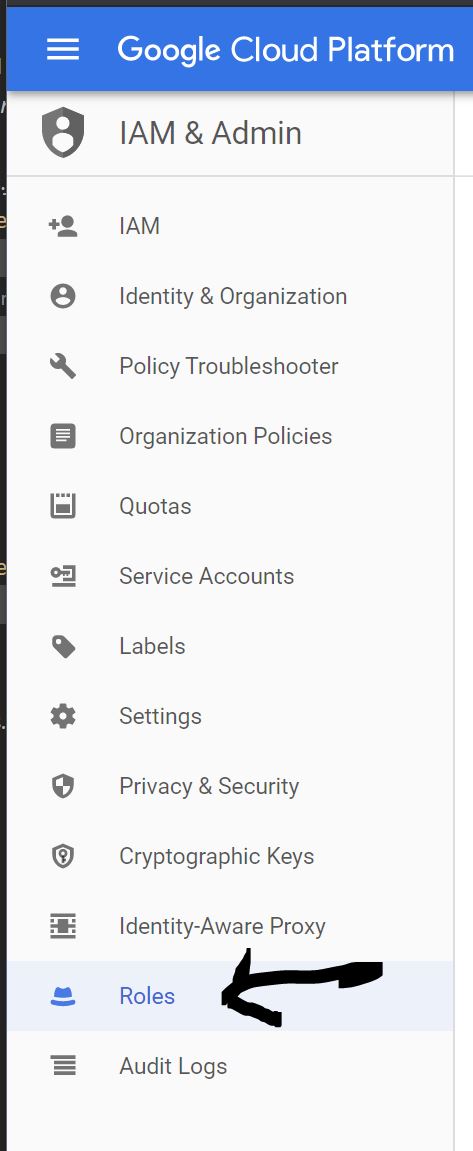 Google Cloud Platform
IAM & Admin
IAM
Identity & Organization
Policy Troubleshooter
Organization Policies
Quotas
Service Accounts
Labels
Settings
Privacy & Security
Cryptographic Keys
Identity-Aware Proxy
Roles
Audit Logs